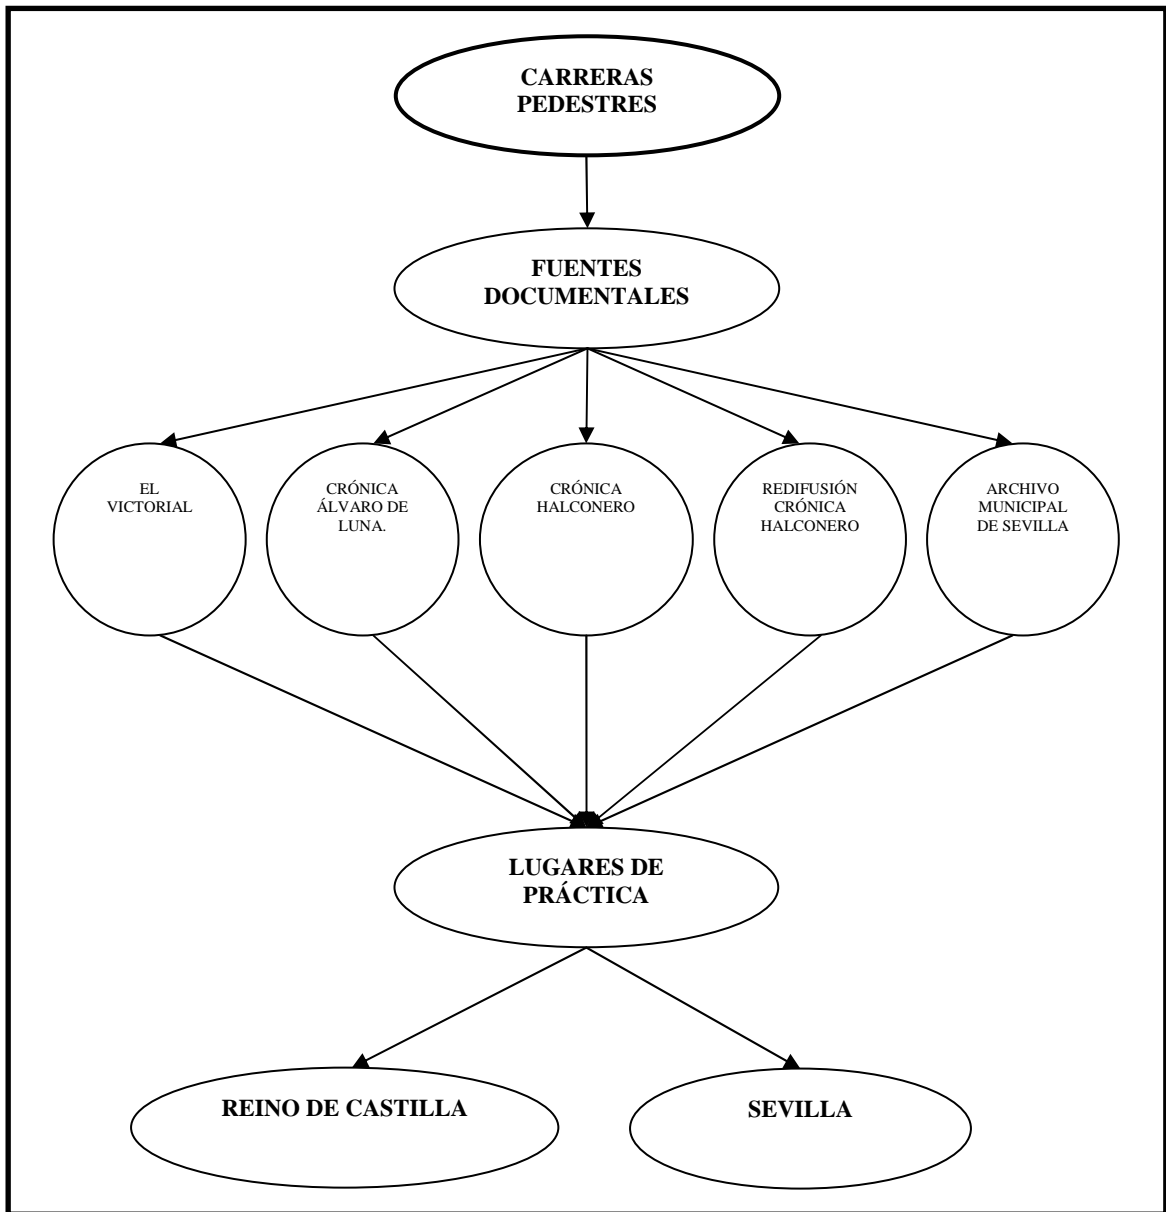 CARRERAS
PEDESTRES
FUENTES
DOCUMENTALES
EL
VICTORIAL
CRÓNICA
ÁLVARO DE
LUNA.
CRÓNICA
HALCONERO
REDIFUSIÓN
CRÓNICA
HALCONERO
ARCHIVO
MUNICIPAL
DE SEVILLA
LUGARES DE
PRÁCTICA
REINO DE CASTILLA
SEVILLA